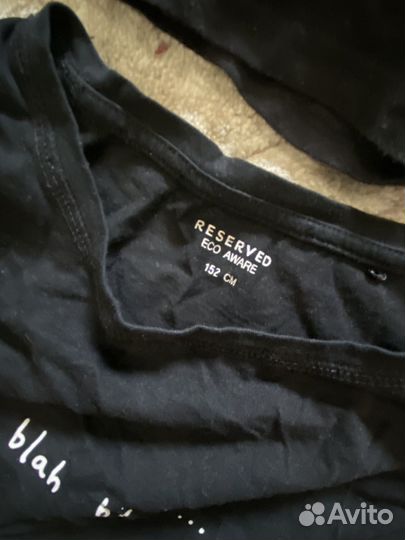 RESERVED
ECO AWARE
152 CM
blah
Avito